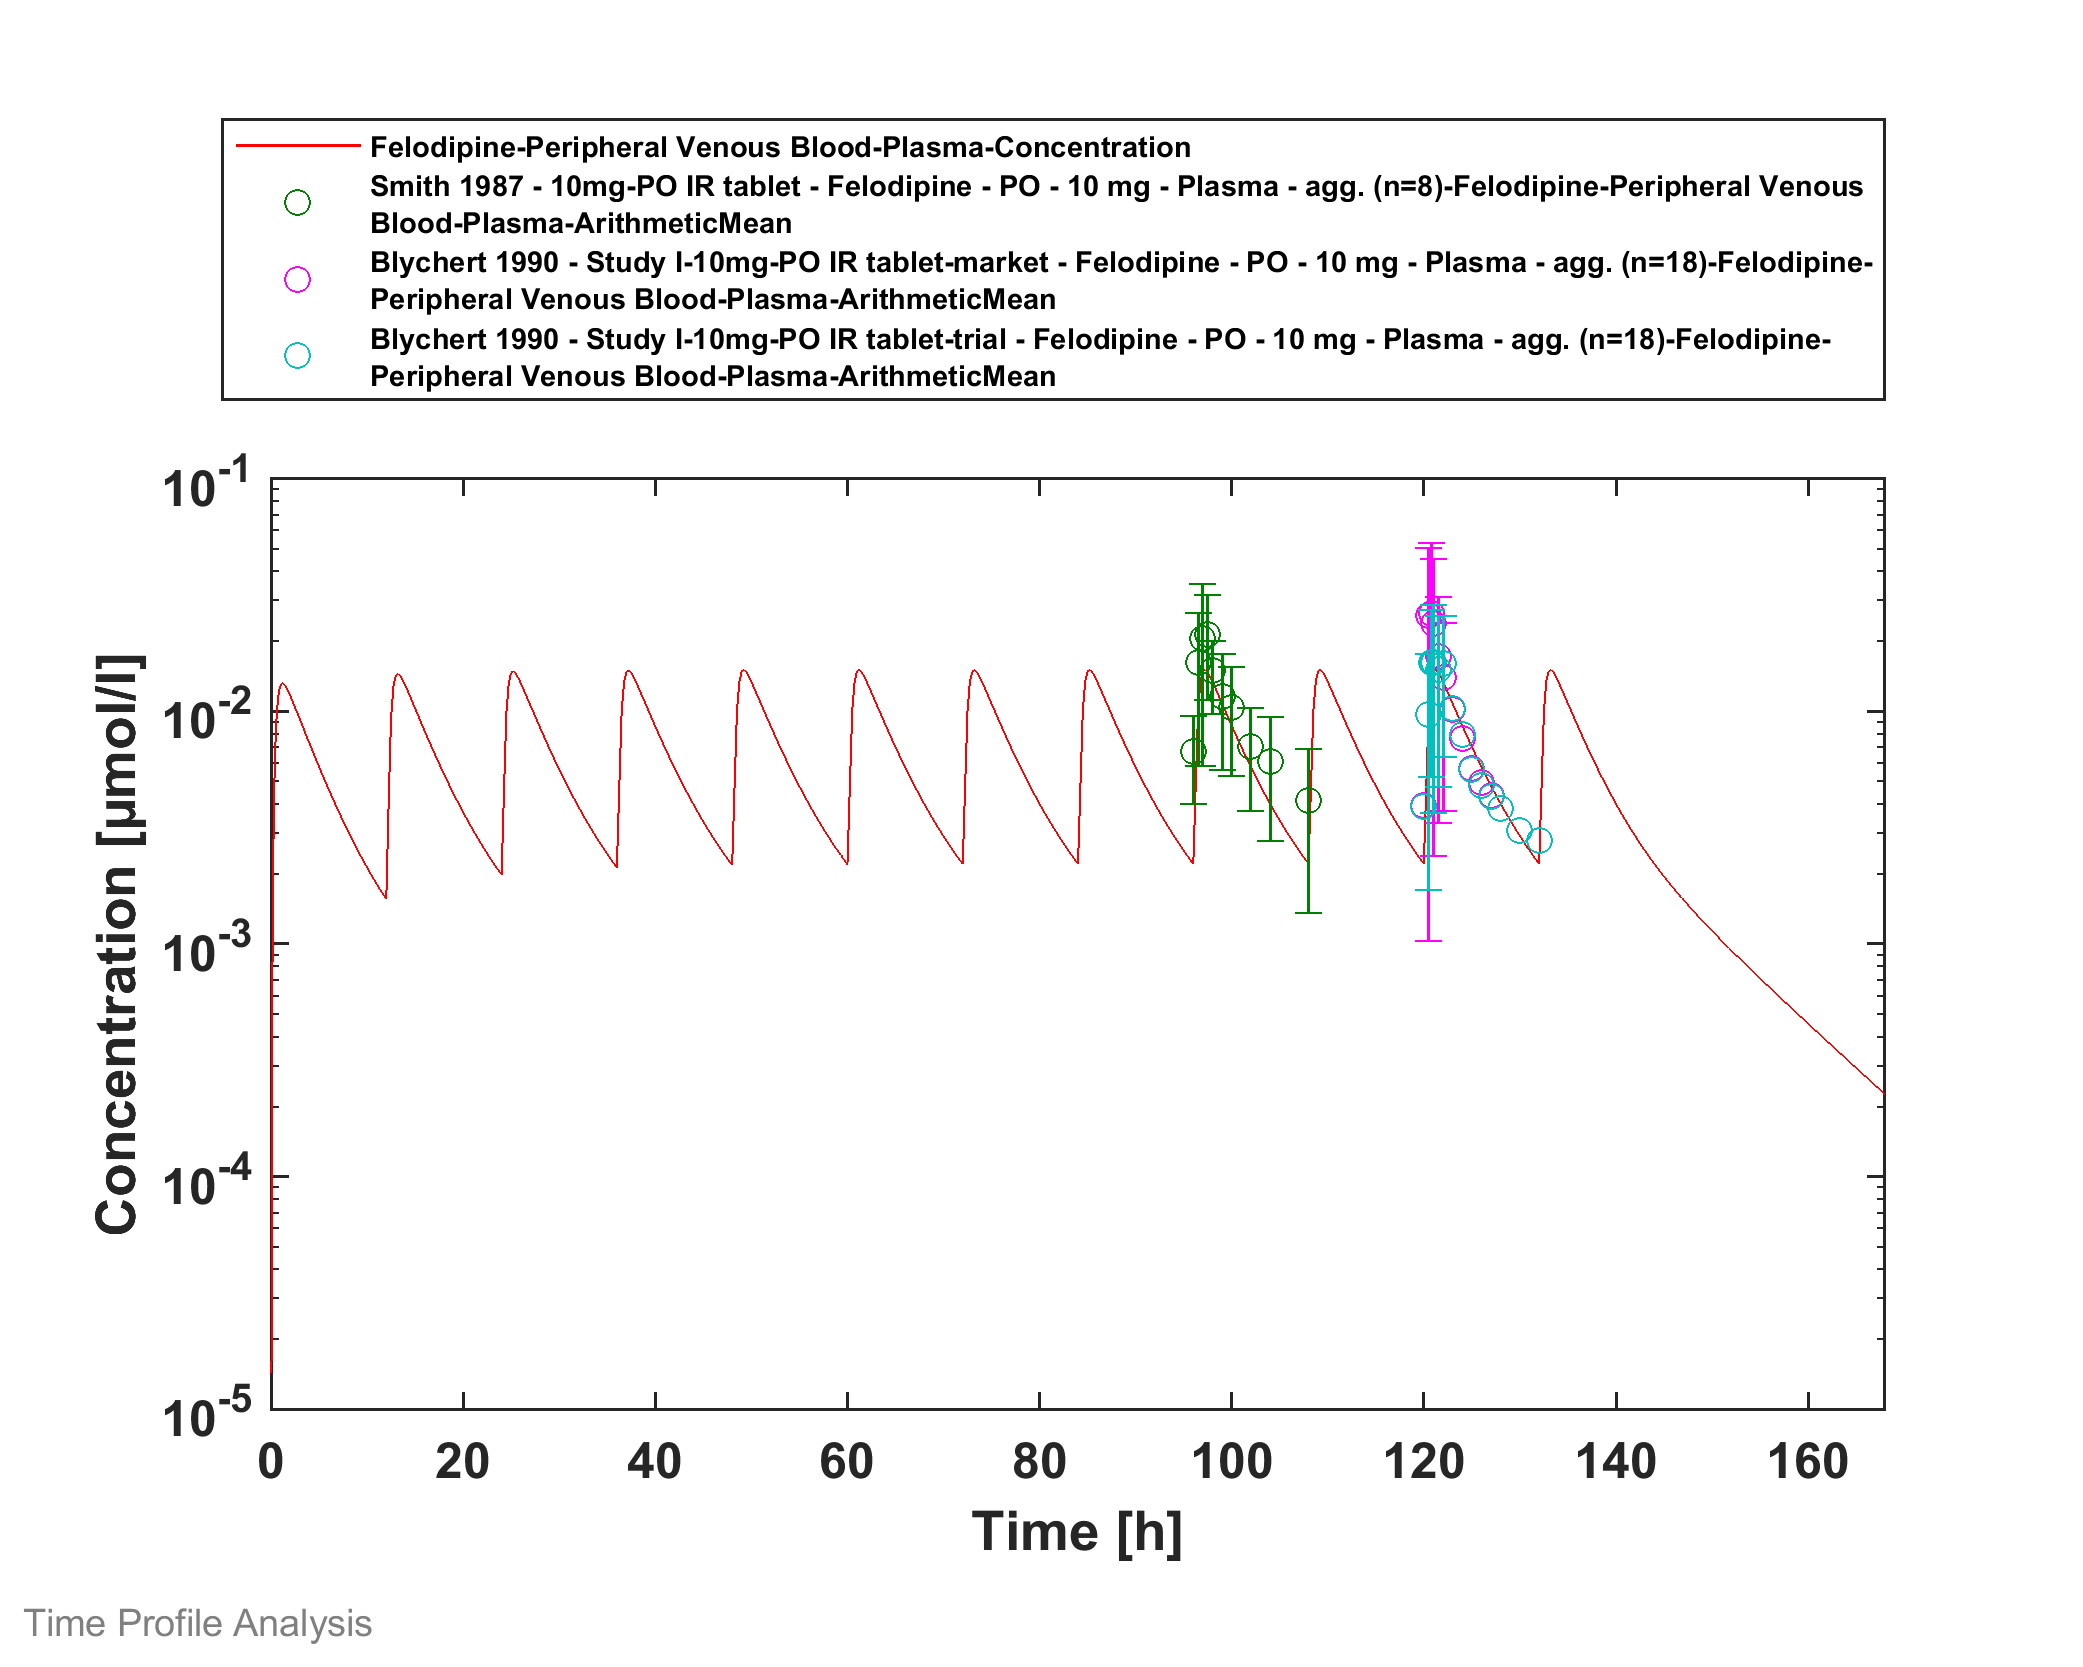 Felodipine-Peripheral Venous Blood-Plasma-Concentration
Smith 1987 - 10mg-PO IR tablet - Felodipine - PO - 10 mg - Plasma - agg. (n=8)-Felodipine-Peripheral Venous
Blood-Plasma-ArithmeticMean
Blychert 1990 - Study I-10mg-PO IR tablet-market - Felodipine - PO - 10 mg - Plasma - agg. (n=18)-Felodipine-
Peripheral Venous Blood-Plasma-ArithmeticMean
Blychert 1990 - Study I-10mg-PO IR tablet-trial - Felodipine - PO - 10 mg - Plasma - agg. (n=18)-Felodipine-
Peripheral Venous Blood-Plasma-ArithmeticMean
Concentration [µmol/l]
10-1
10-2
10-3
10-4
10-5
0 20 40 60 80 100 120 140 160
Time [h]
Time Profile Analysis